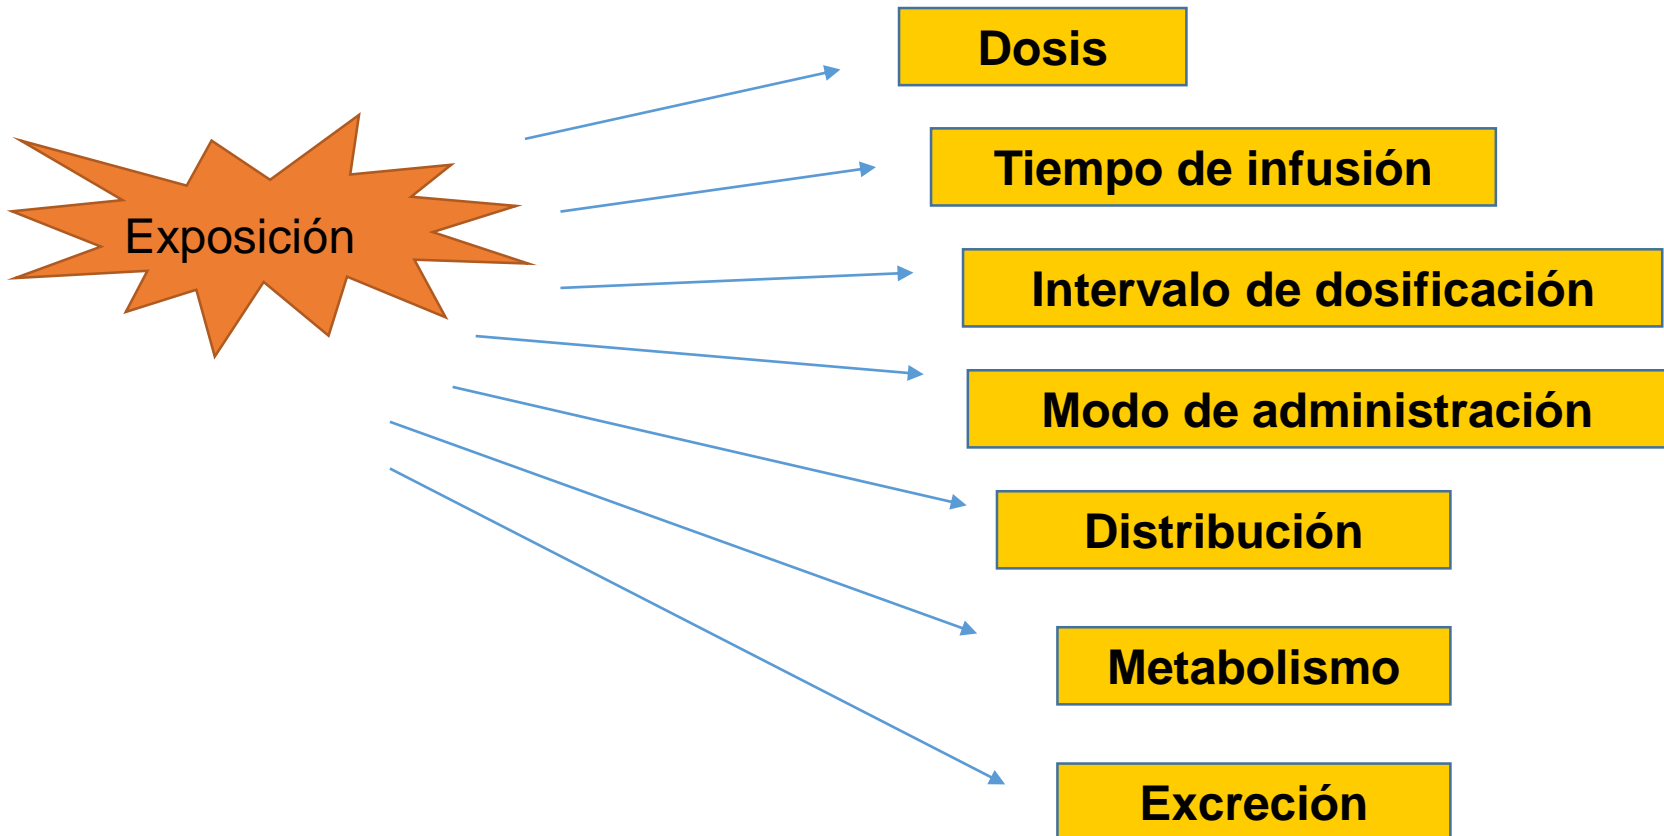 Dosis
Tiempo de infusión
Exposición
Intervalo de dosificación
Modo de administración
Distribución
Metabolismo
Excreción